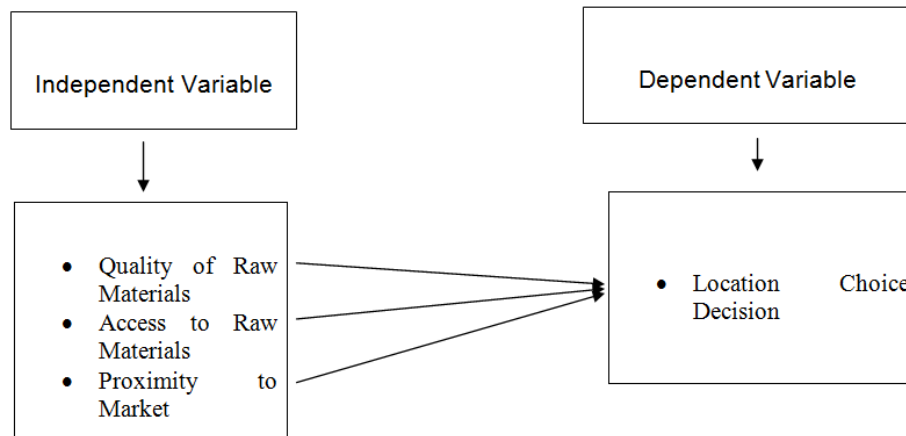 Independent Variable
Dependent Variable
• Quality of Raw
Materials
• Access to Raw
Materials
• Proximity to
Market
• Location Choice
Decision